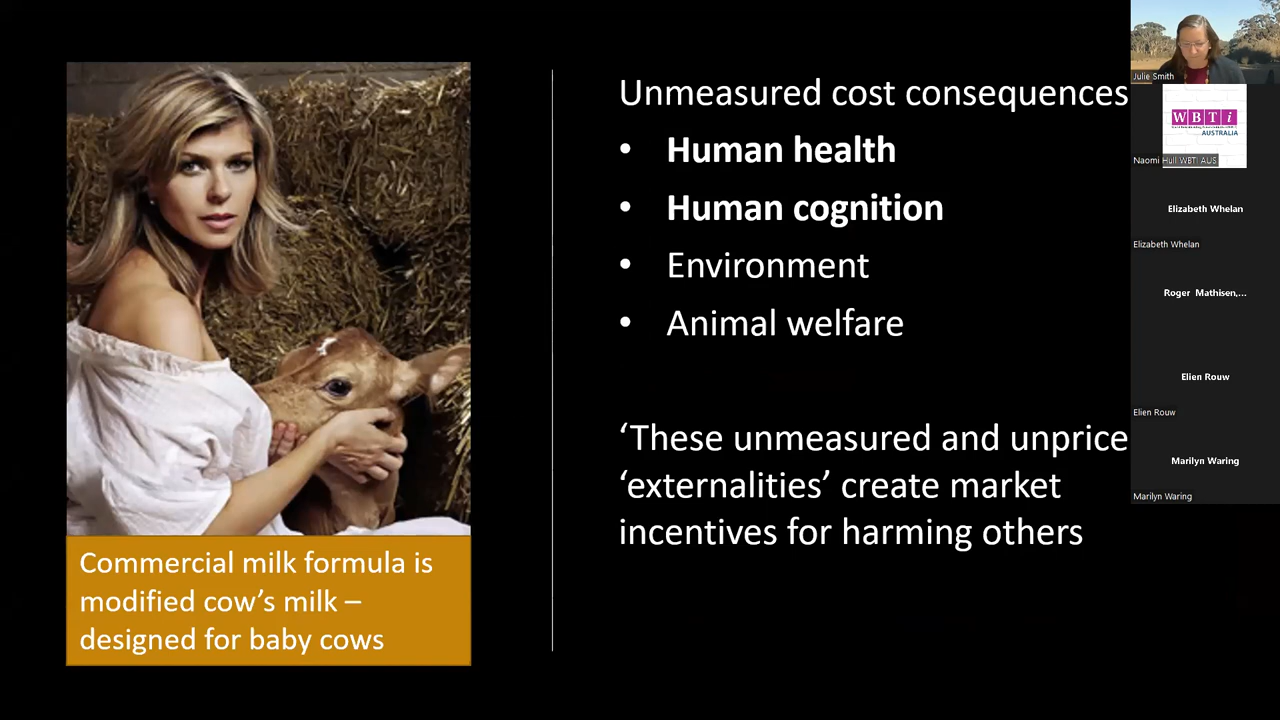 Commercial milk formula is
modified cow’s milk –
designed for baby cows
Unmeasured cost consequences
• Human health
• Human cognition
• Environment
• Animal welfare
‘These unmeasured and unprice
‘externalities’ create market
incentives for harming others
Julie Smith
WBTi
AUSTRALIA
Naomi Hull WBTI AUS
Elizabeth Whelan
Elizabeth Whelan
Roger Mathisen,...
Elien Rouw
Elien Rouw
Marilyn Waring
Marilyn Waring